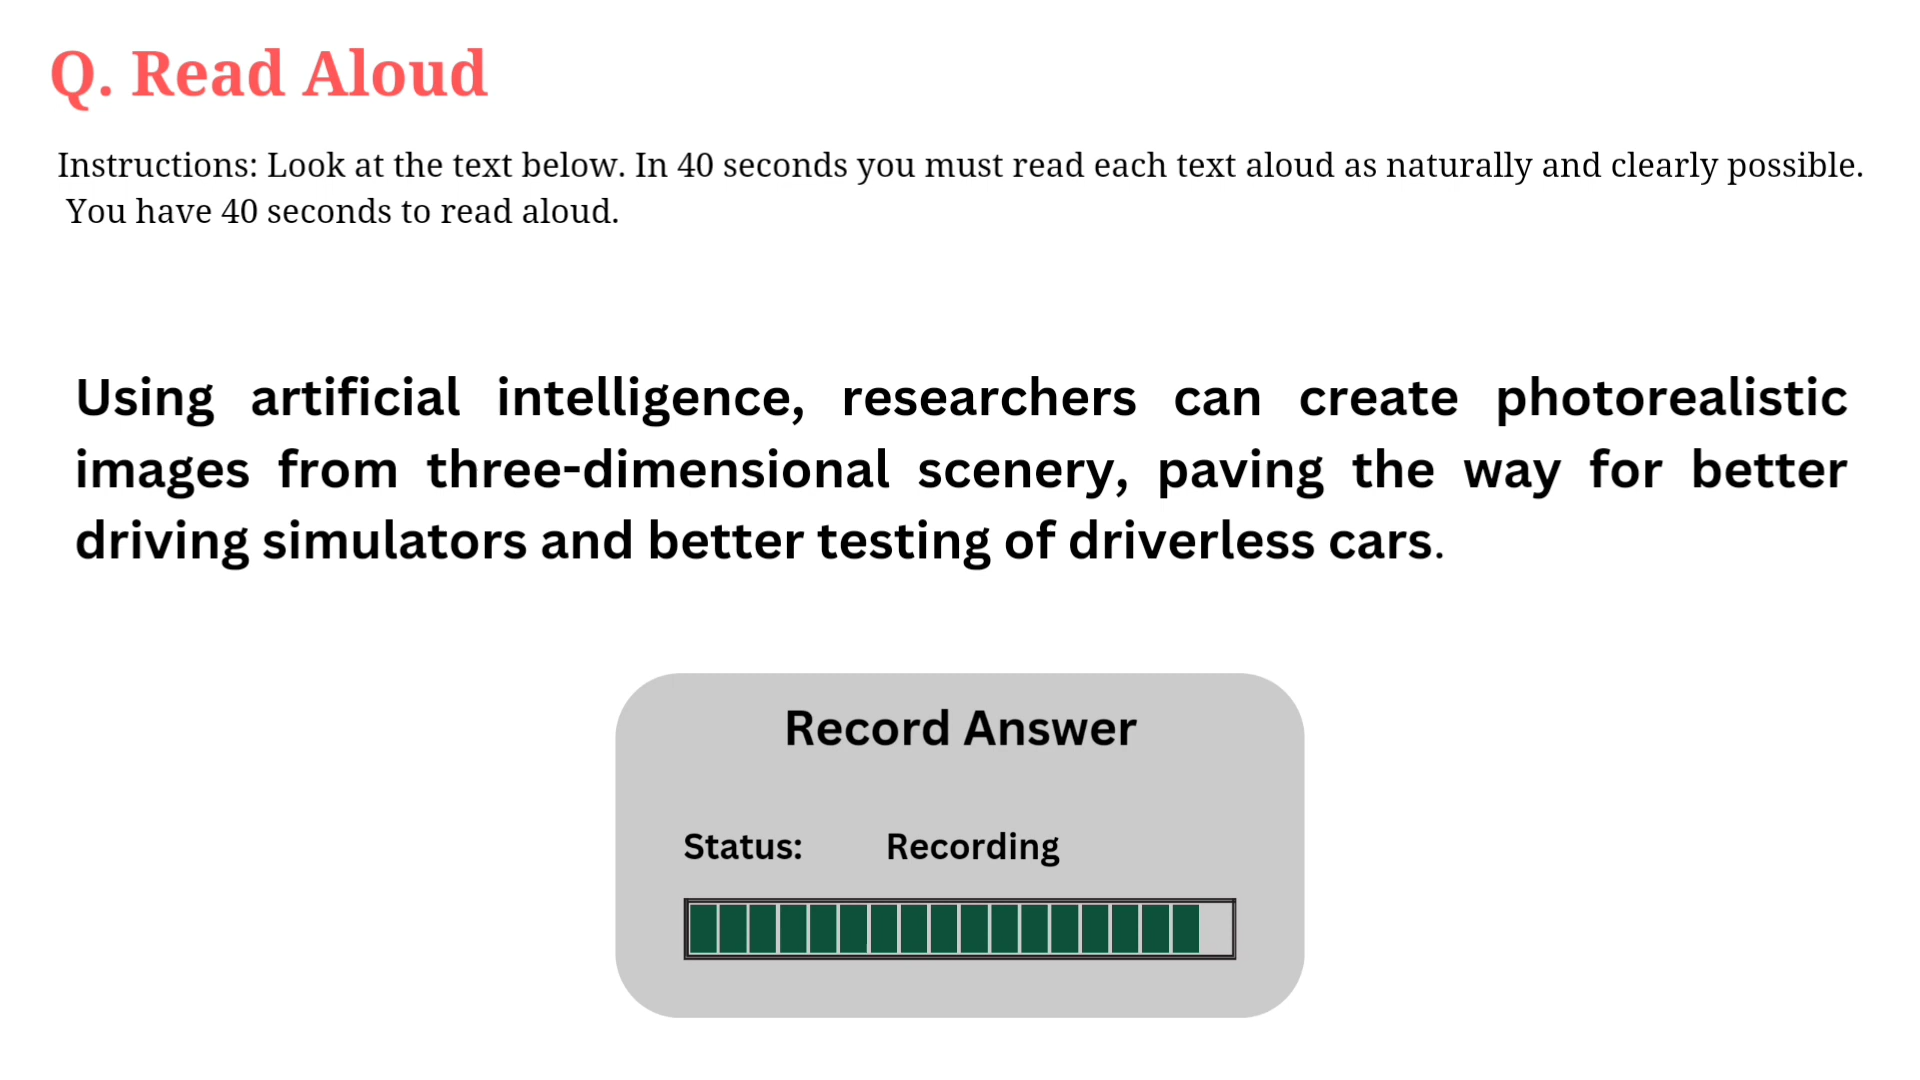 Q. Read Aloud
Instructions: Look at the text below. In 40 seconds you must read each text aloud as naturally and clearly possible.
You have 40 seconds to read aloud.
Using artificial intelligence, researchers can create photorealistic
images from three-dimensional scenery, paving the way for better
driving simulators and better testing of driverless cars.
Record Answer
Status: Recording